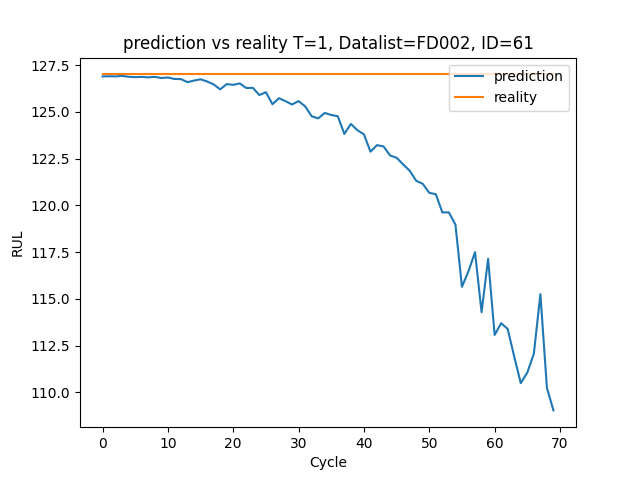 prediction vs reality T=1, Datalist=FD002, ID=61
127.5
125.0
122.5
120.0
117.5
115.0
112.5
110.0
RUL
prediction
reality
0 10 20 30 40 50 60 70
Cycle